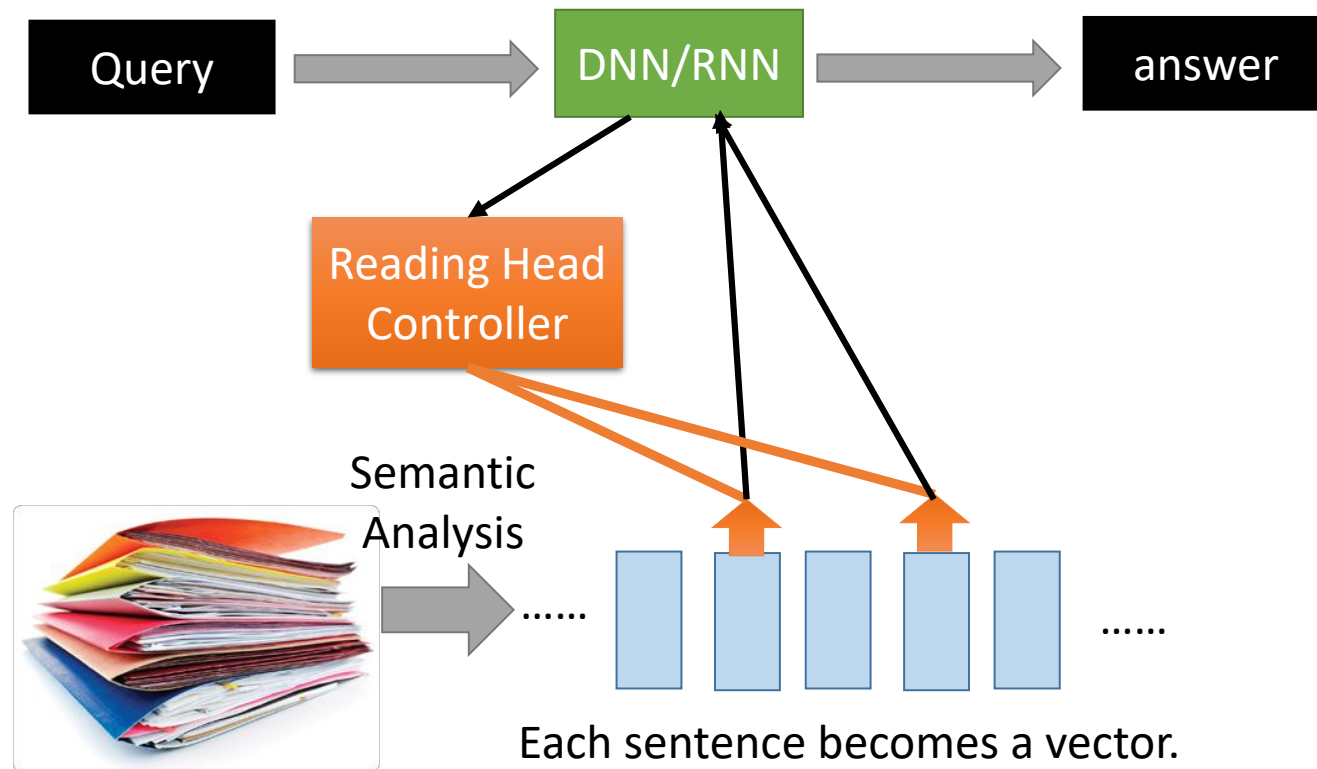 Query
DNN/RNN
answer
Reading Head
Controller
Semantic
Analysis
......
......
Each sentence becomes a vector.